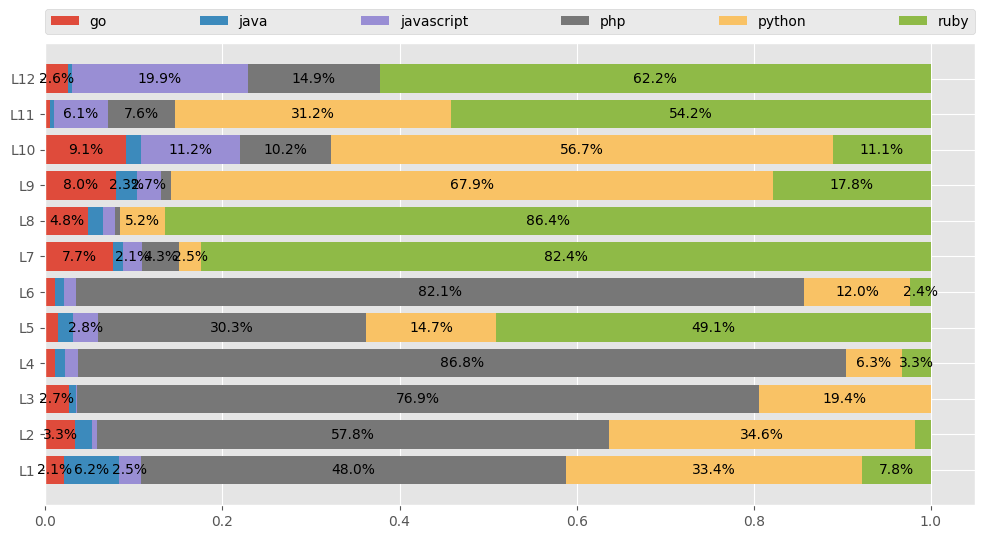 go java javascript php python ruby
L12 2.6% 19.9% 14.9% 62.2%
L11 6.1% 7.6% 31.2% 54.2%
L10 9.1% 11.2% 10.2% 56.7% 11.1%
L9 8.0% 2.3% 2.7% 67.9% 17.8%
L8 4.8% 5.2% 86.4%
L7 7.7% 2.1% 4.3% 2.5% 82.4%
L6 82.1% 12.0% 2.4%
L5 2.8% 30.3% 14.7% 49.1%
L4 86.8% 6.3% 3.3%
L3 2.7% 76.9% 19.4%
L2 3.3% 57.8% 34.6%
L1 2.1% 6.2% 2.5% 48.0% 33.4% 7.8%
0.0 0.2 0.4 0.6 0.8 1.0